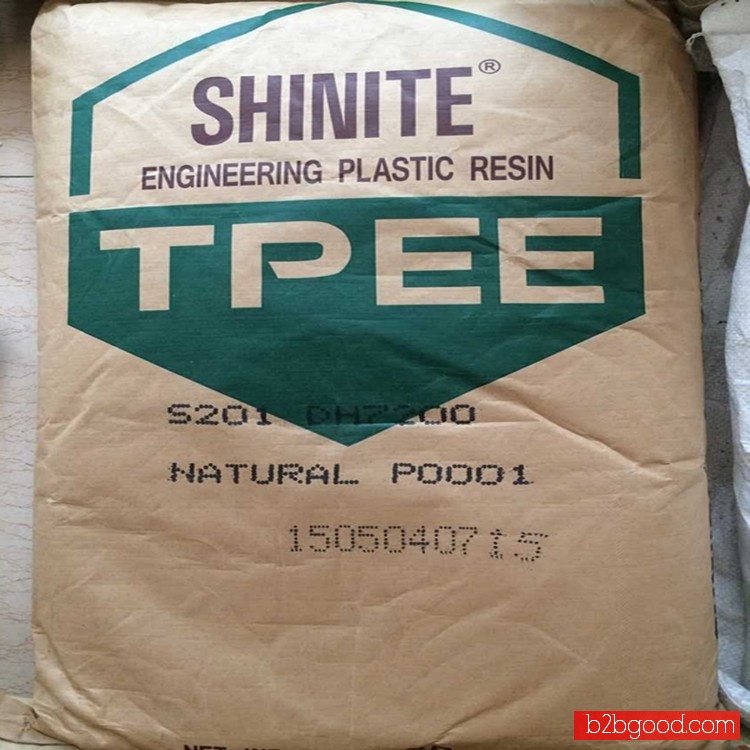 SHINITE®
ENGINEERING PLASTIC RESIN
TPEE
S201 DH7200
NATURAL P0001
1505040715
b2bgood.com